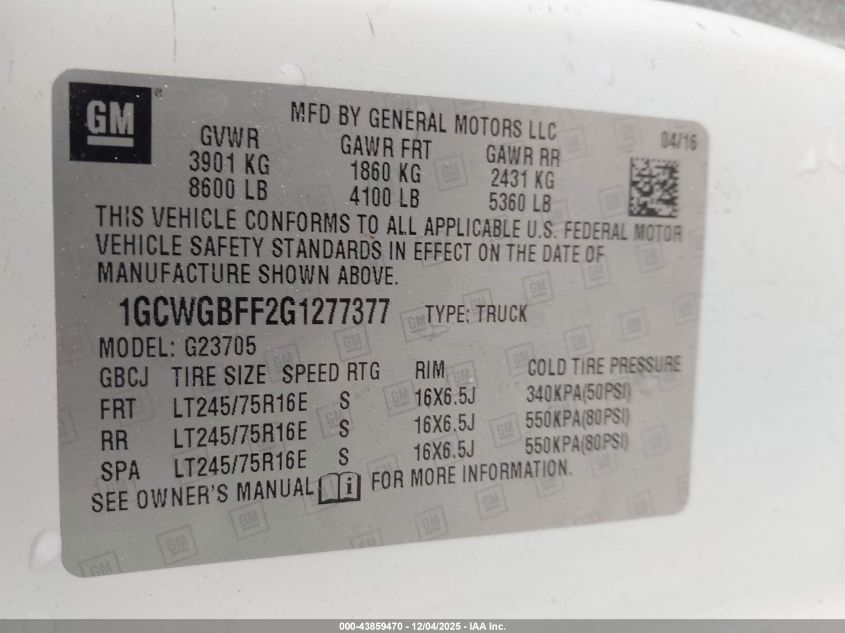 GM
MFD BY GENERAL MOTORS LLC
04/16
GVWR GAWR FRT GAWR RR
3901 KG 1860 KG 2431 KG
8600 LB 4100 LB 5360 LB
THIS VEHICLE CONFORMS TO ALL APPLICABLE U.S. FEDERAL MOTOR
VEHICLE SAFETY STANDARDS IN EFFECT ON THE DATE OF
MANUFACTURE SHOWN ABOVE.
1GCWGBFF2G1277377 TYPE: TRUCK
MODEL: G23705
GBCJ TIRE SIZE SPEED RTG RIM COLD TIRE PRESSURE
FRT LT245/75R16E S 16X6.5J 340KPA(50PSI)
RR LT245/75R16E S 16X6.5J 550KPA(80PSI)
SPA LT245/75R16E S 16X6.5J 550KPA(80PSI)
SEE OWNER'S MANUAL i FOR MORE INFORMATION.
000-43859470 - 12/04/2025 - IAA Inc.